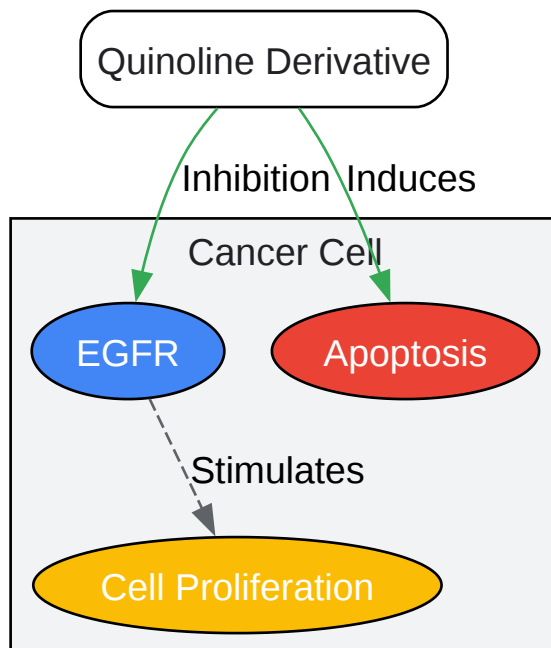 Quinoline Derivative
Inhibition
Induces
Cancer Cell
EGFR
Apoptosis
Stimulates
Cell Proliferation